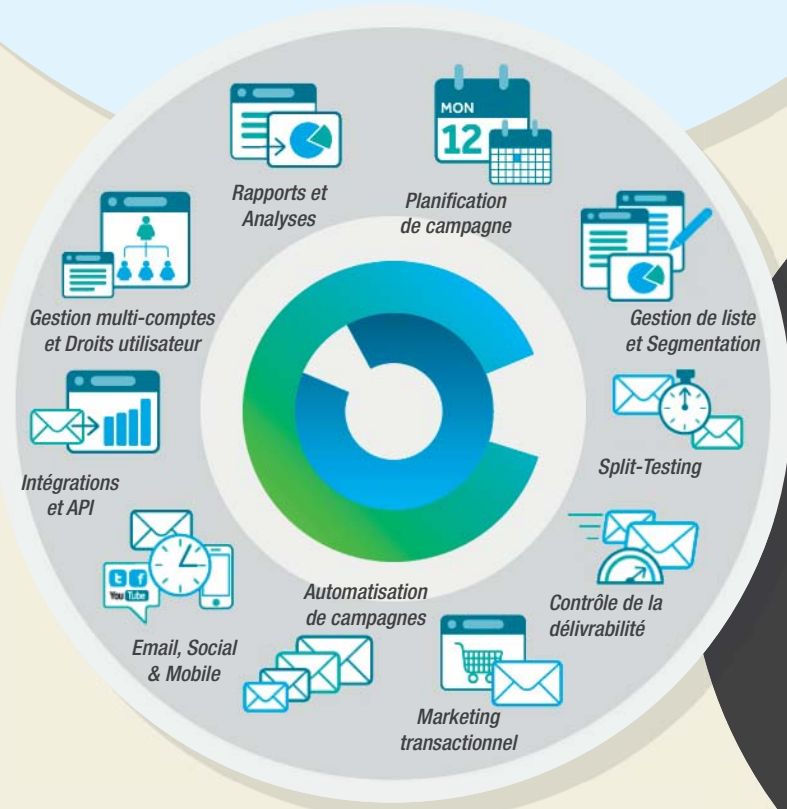 Rapports et
Analyses
MON
12
Planification
de campagne
Gestion de liste
et Segmentation
Split-Testing
Contrôle de la
délivrabilité
Marketing
transactionnel
Automatisation
de campagnes
You Tube
Email, Social
& Mobile
Intégrations
et API
Gestion multi-comptes
et Droits utilisateur